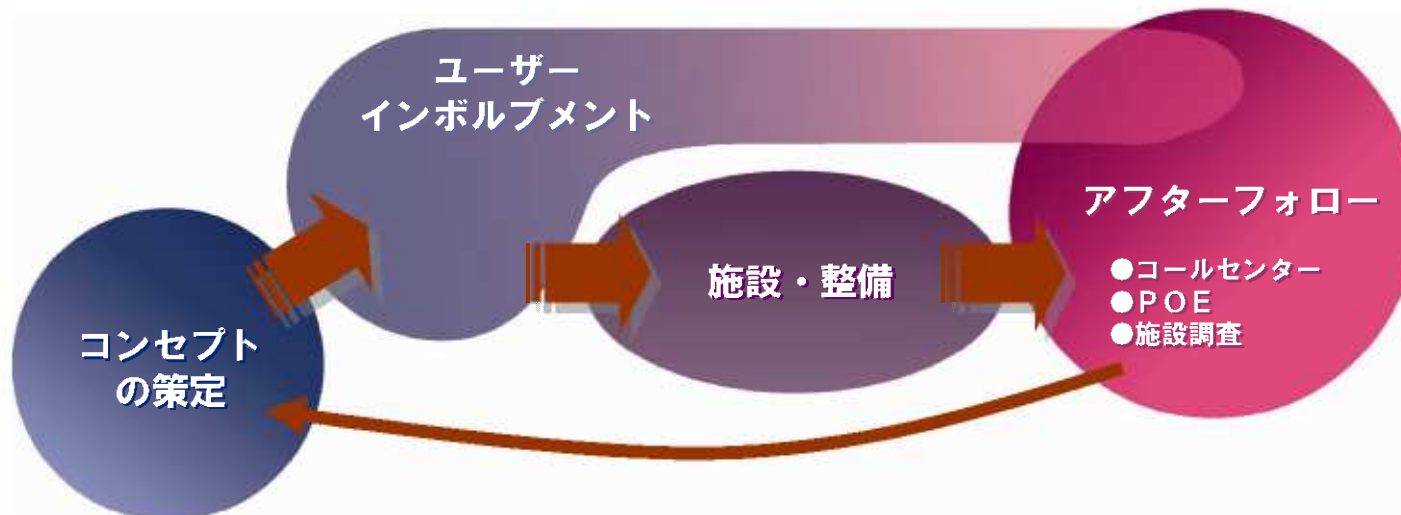 ユーザー
インボルブメント
アフターフォロー
●コールセンター
●ＰＯＥ
●施設調査
施設・整備
コンセプト
の策定